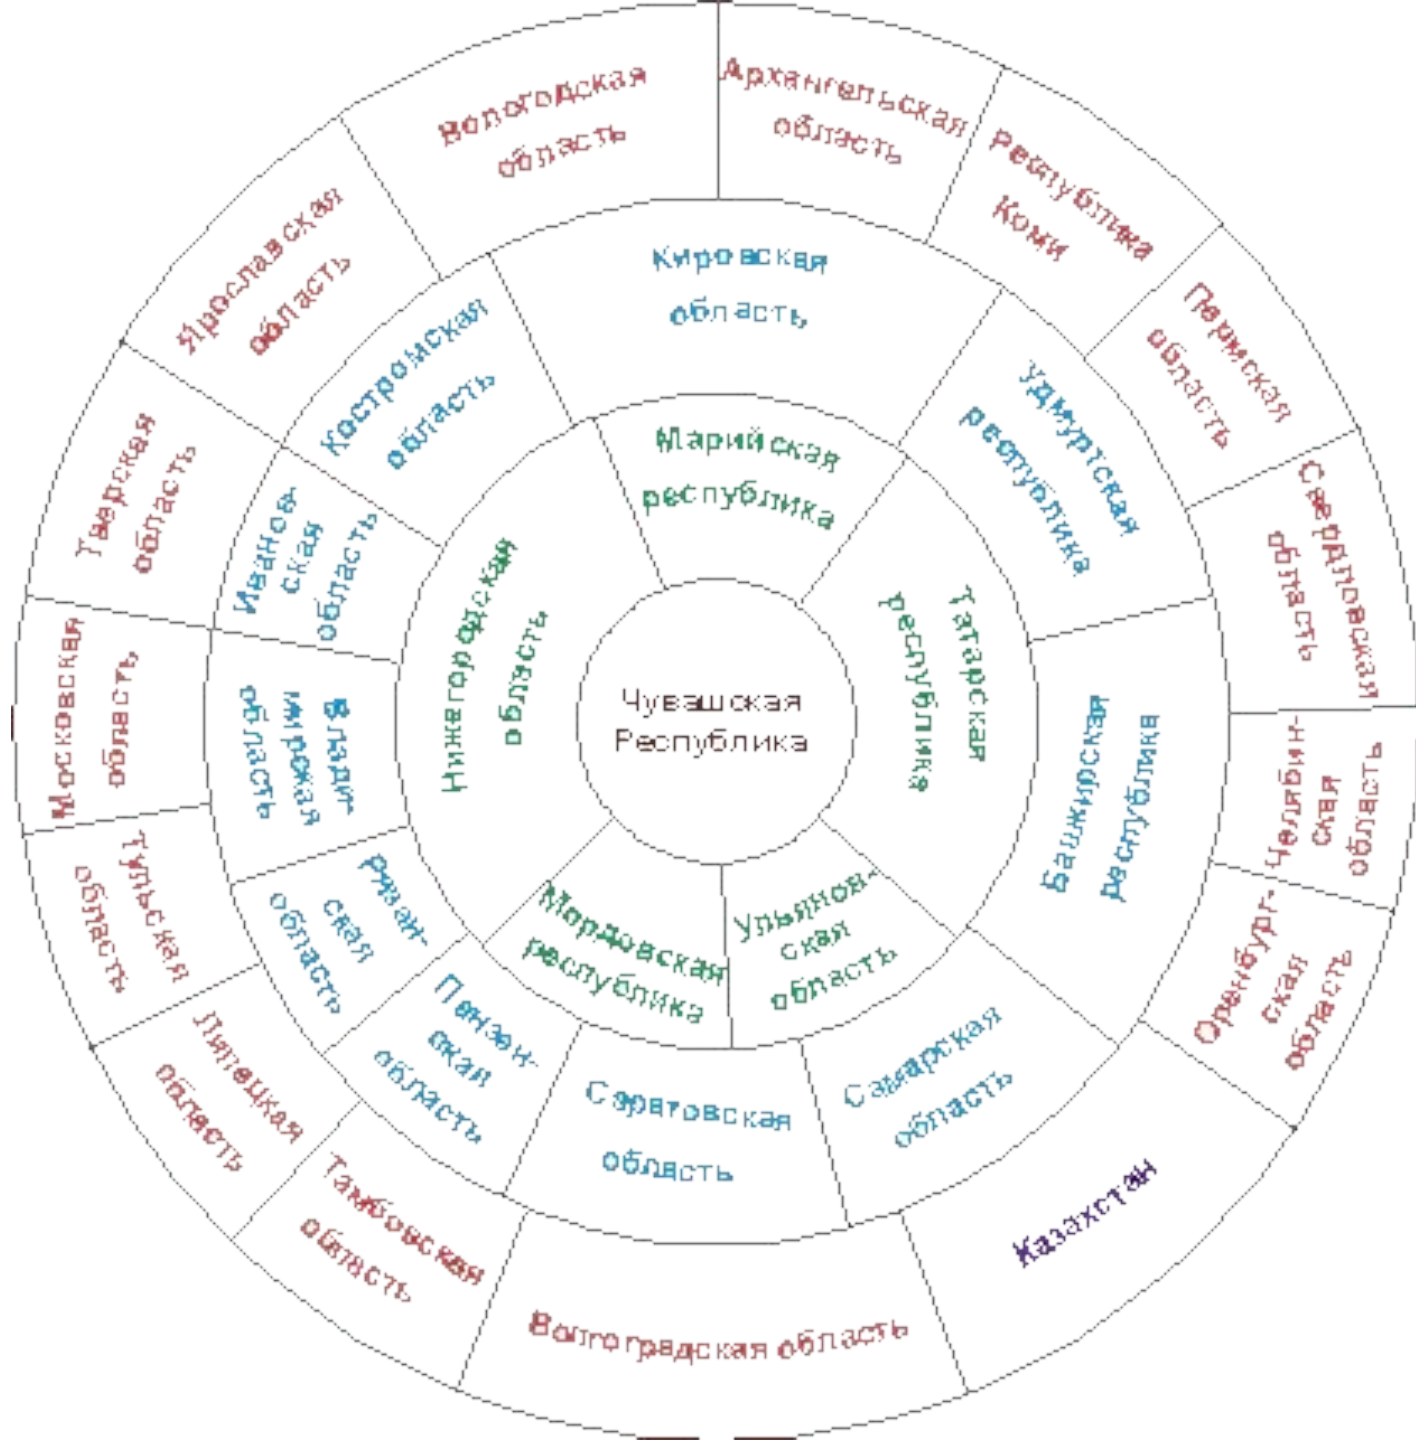 Вологодская
область
Архангельская
область
Республика
Коми
Пермская
область
Свердловская
область
Челябин-
ская
область
Оренбург-
ская
область
Казахстан
Волгоградская область
Тамбовская
область
Липецкая
область
Тульская
область
Московская
область
Тверская
область
Ярославская
область
Кировская
область
Удмуртская
республика
Башкирская
республика
Самарская
область
Саратовская
область
Пензен-
ская
область
Рязан-
ская
область
Влади-
мирская
область
Иванов-
ская
область
Костромская
область
Марийская
республика
Татарская
республика
Ульянов-
ская
область
Мордовская
республика
Нижегородская
область
Чувашская
Республика